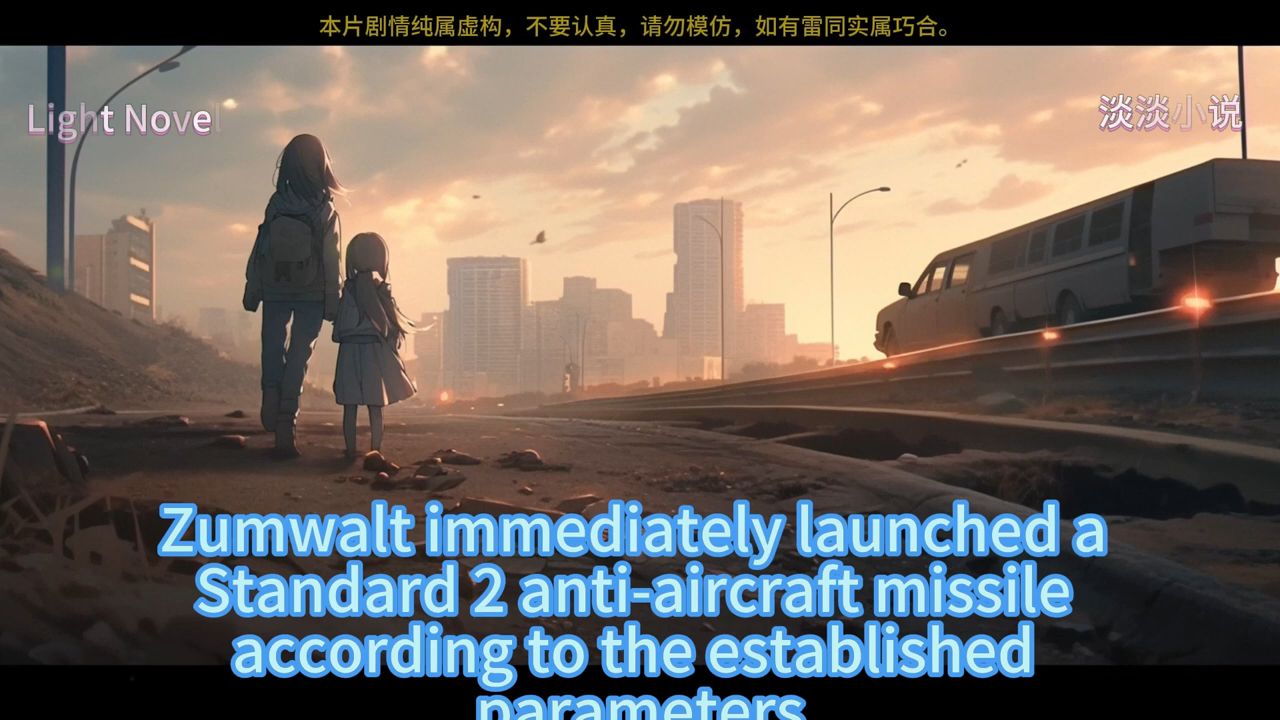 本片剧情纯属虚构，不要认真，请勿模仿，如有雷同实属巧合。
Light Novel
淡淡小说
Zumwalt immediately launched a
Standard 2 anti-aircraft missile
according to the established
parameters